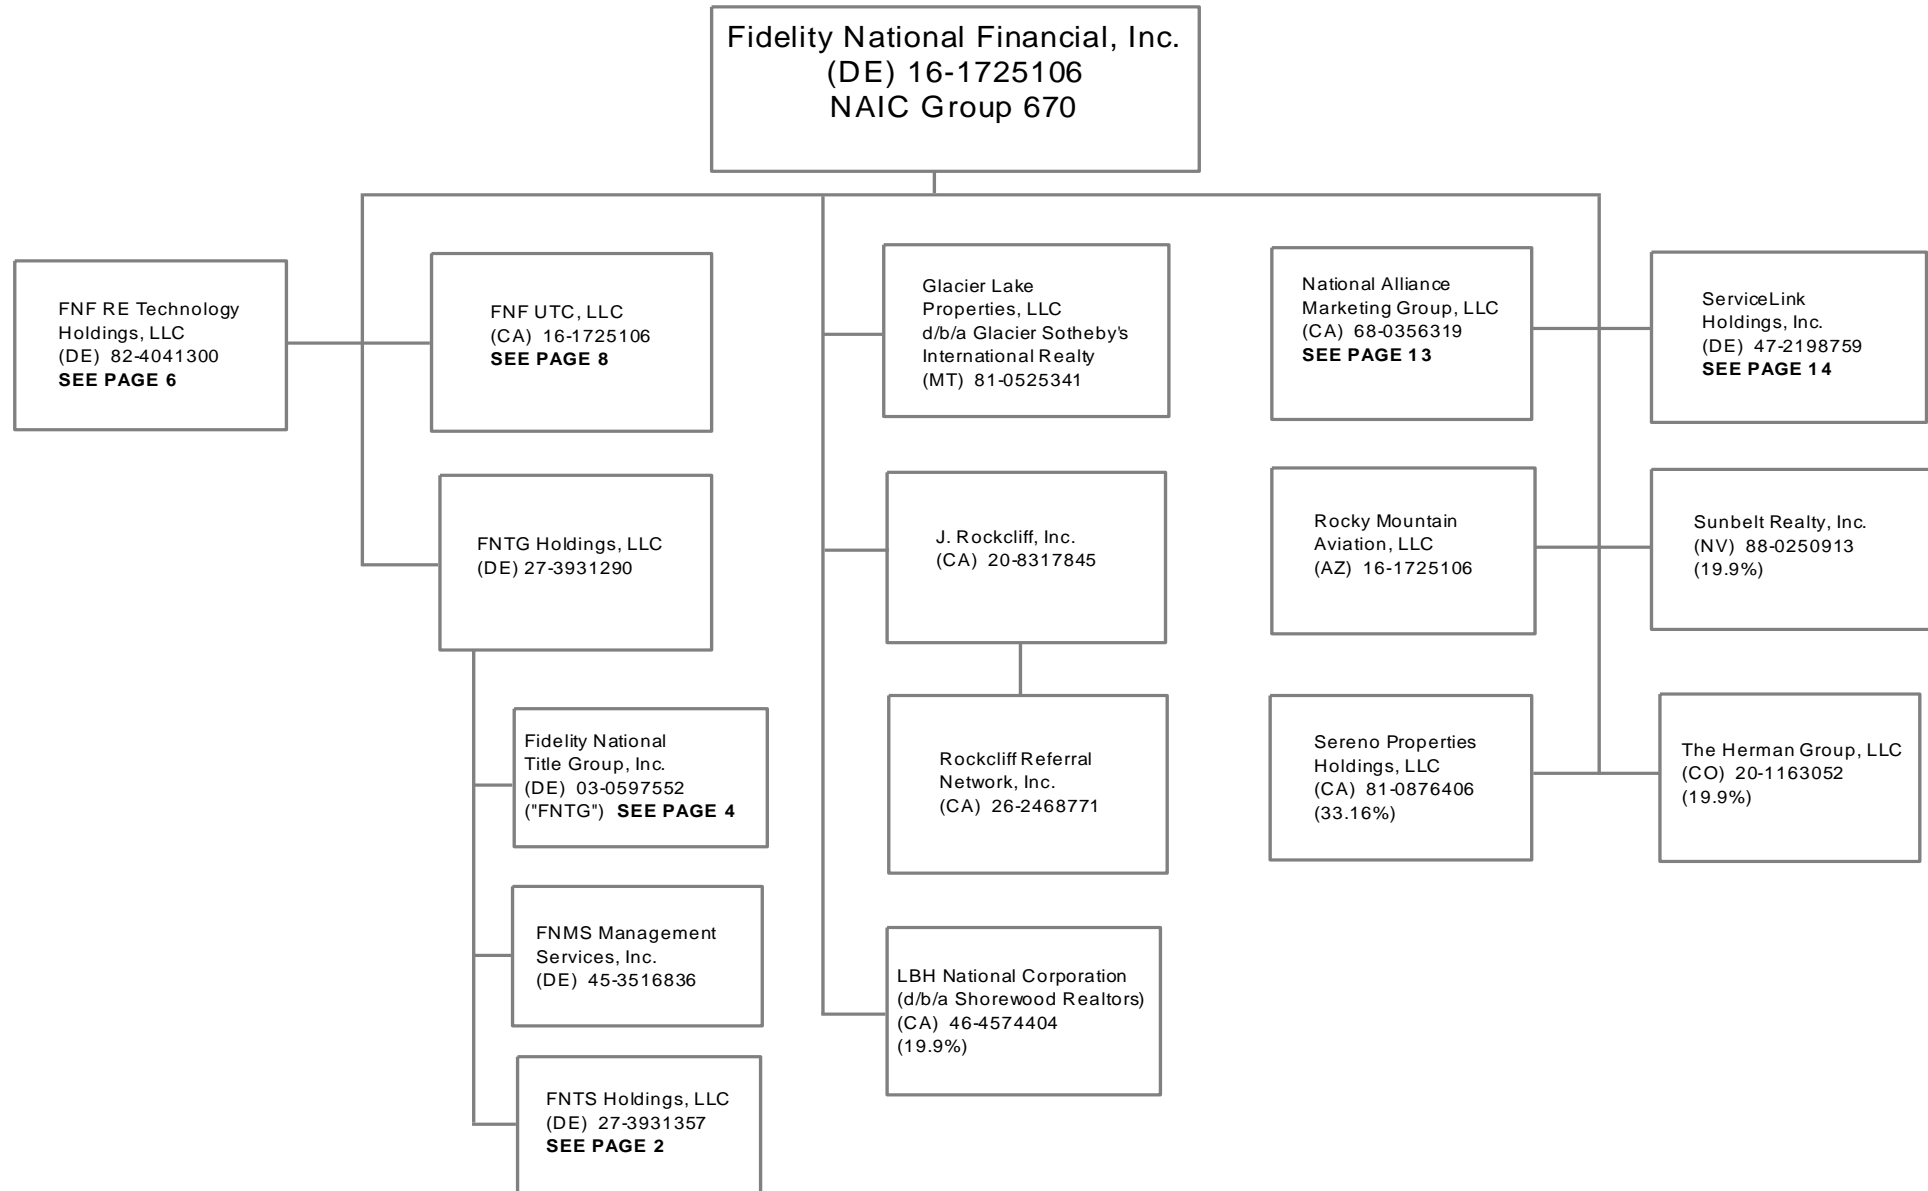 Fidelity National Financial, Inc.
(DE) 16-1725106
NAIC Group 670
FNF RE Technology
Holdings, LLC
(DE) 82-4041300
SEE PAGE 6
FNF UTC, LLC
(CA) 16-1725106
SEE PAGE 8
Glacier Lake
Properties, LLC
d/b/a Glacier Sotheby's
International Realty
(MT) 81-0525341
National Alliance
Marketing Group, LLC
(CA) 68-0356319
SEE PAGE 13
ServiceLink
Holdings, Inc.
(DE) 47-2198759
SEE PAGE 14
FNTG Holdings, LLC
(DE) 27-3931290
J. Rockcliff, Inc.
(CA) 20-8317845
Rocky Mountain
Aviation, LLC
(AZ) 16-1725106
Sunbelt Realty, Inc.
(NV) 88-0250913
(19.9%)
Fidelity National
Title Group, Inc.
(DE) 03-0597552
("FNTG") SEE PAGE 4
Rockcliff Referral
Network, Inc.
(CA) 26-2468771
Sereno Properties
Holdings, LLC
(CA) 81-0876406
(33.16%)
The Herman Group, LLC
(CO) 20-1163052
(19.9%)
FNMS Management
Services, Inc.
(DE) 45-3516836
LBH National Corporation
(d/b/a Shorewood Realtors)
(CA) 46-4574404
(19.9%)
FNTS Holdings, LLC
(DE) 27-3931357
SEE PAGE 2